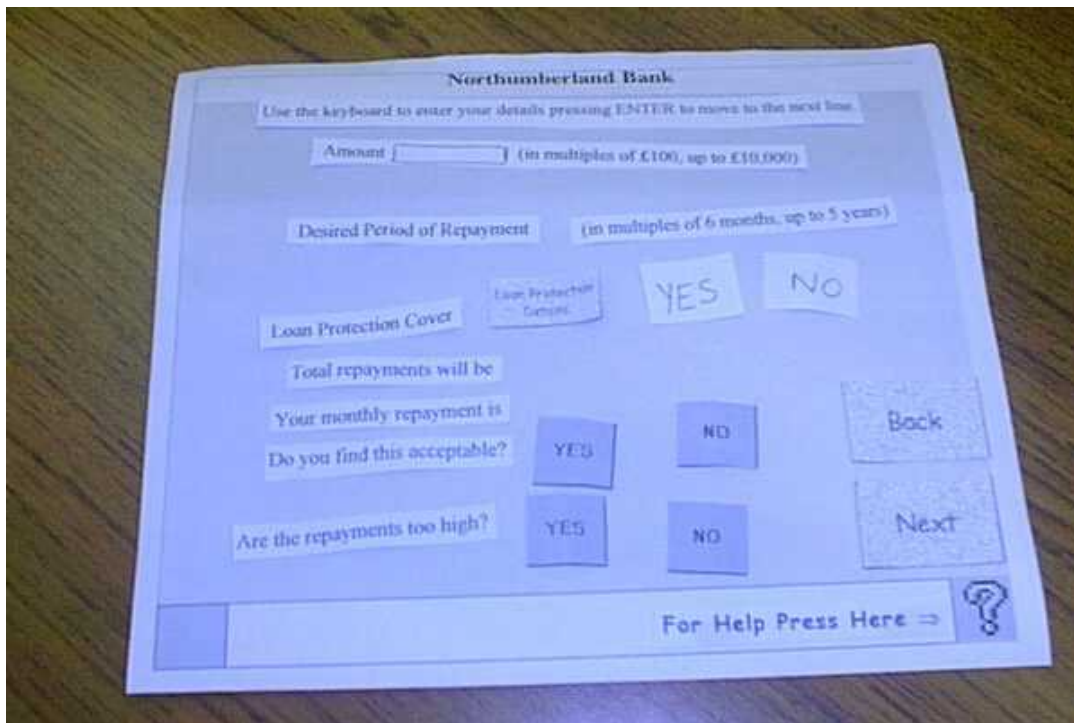 Northumberland Bank
Use the keyboard to enter your details pressing ENTER to move to the next line.
Amount (in multiples of £100, up to £10,000)
Desired Period of Repayment (in multiples of 6 months, up to 5 years)
Loan Protection Cover Loan Protection Details YES NO
Total repayments will be
Your monthly repayment is
Do you find this acceptable? YES NO
Back
Are the repayments too high? YES NO
Next
For Help Press Here ⇒ ?